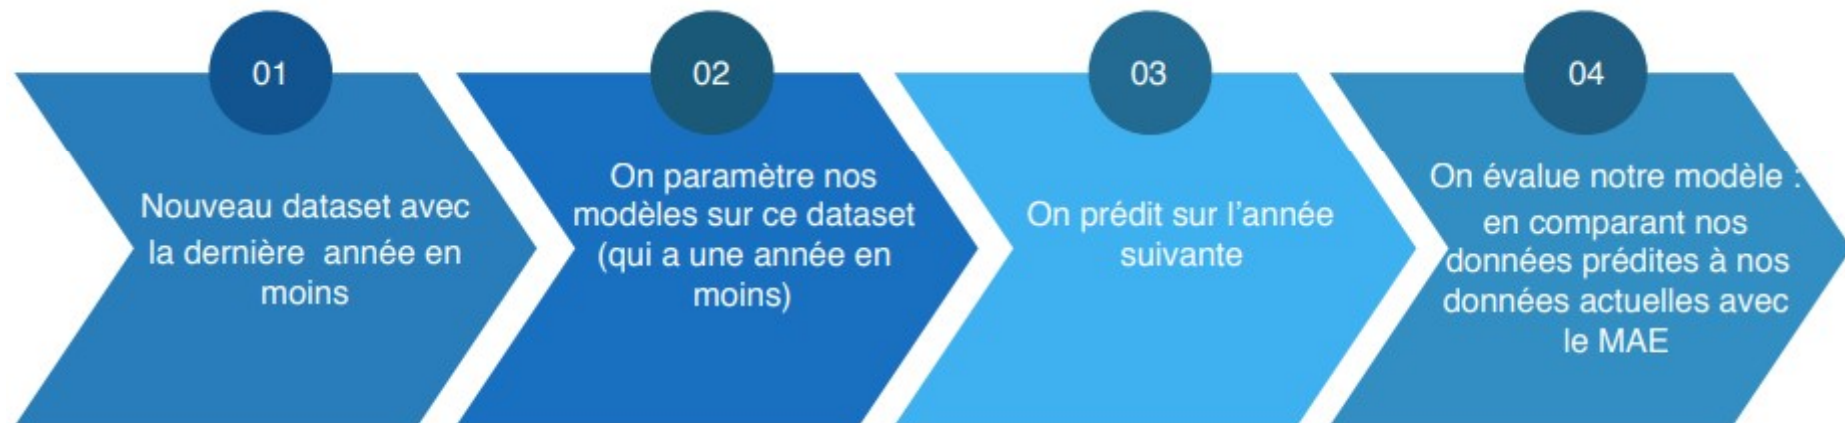 01
Nouveau dataset avec
la dernière année en
moins
02
On paramètre nos
modèles sur ce dataset
(qui a une année en
moins)
03
On prédit sur l'année
suivante
04
On évalue notre modèle :
en comparant nos
données prédites à nos
données actuelles avec
le MAE